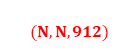 (N, N, 912)